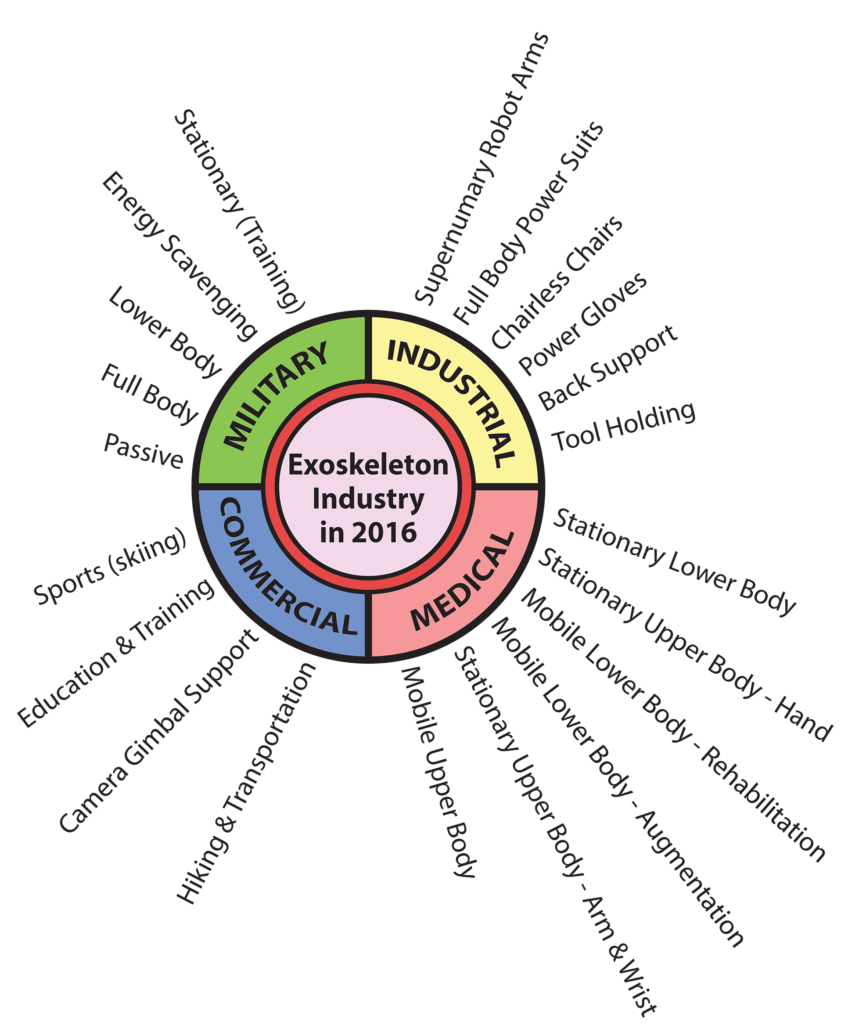 Exoskeleton
Industry
in 2016
MILITARY
Stationary (Training)
Energy Scavenging
Lower Body
Full Body
Passive
INDUSTRIAL
Supernumary Robot Arms
Full Body Power Suits
Chairless Chairs
Power Gloves
Back Support
Tool Holding
MEDICAL
Stationary Lower Body
Stationary Upper Body - Hand
Mobile Lower Body - Rehabilitation
Mobile Lower Body - Augmentation
Stationary Upper Body - Arm & Wrist
Mobile Upper Body
COMMERCIAL
Sports (skiing)
Education & Training
Camera Gimbal Support
Hiking & Transportation